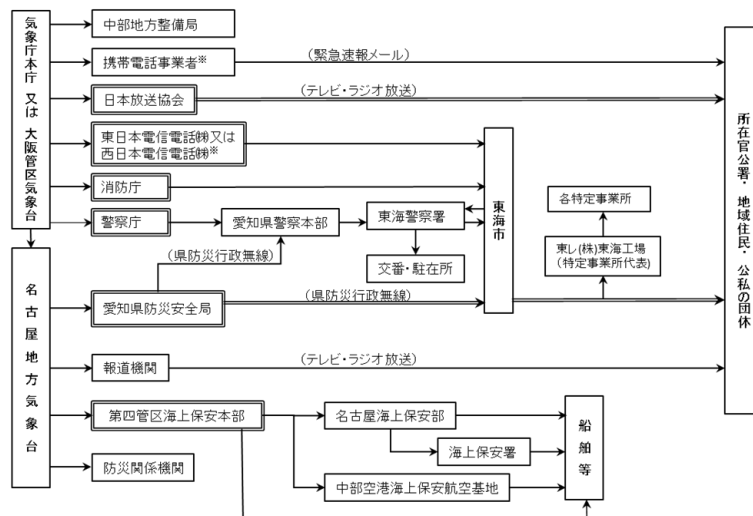 気象庁本庁 又は 大阪管区気象台
中部地方整備局
携帯電話事業者※
(緊急速報メール)
日本放送協会
(テレビ・ラジオ放送)
東日本電信電話㈱又は
西日本電信電話㈱※
消防庁
警察庁
愛知県警察本部
東海警察署
交番・駐在所
東海市
各特定事業所
東レ(株)東海工場
(特定事業所代表)
所在官公署・地域住民・公私の団体
名古屋地方気象台
(県防災行政無線)
愛知県防災安全局
(県防災行政無線)
報道機関
(テレビ・ラジオ放送)
第四管区海上保安本部
名古屋海上保安部
海上保安署
中部空港海上保安航空基地
船舶等
防災関係機関